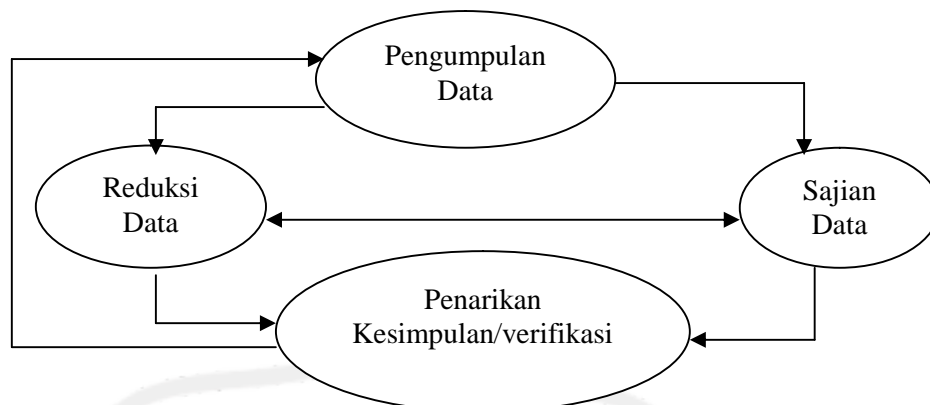 Pengumpulan
Data
Reduksi
Data
Sajian
Data
Penarikan
Kesimpulan/verifikasi